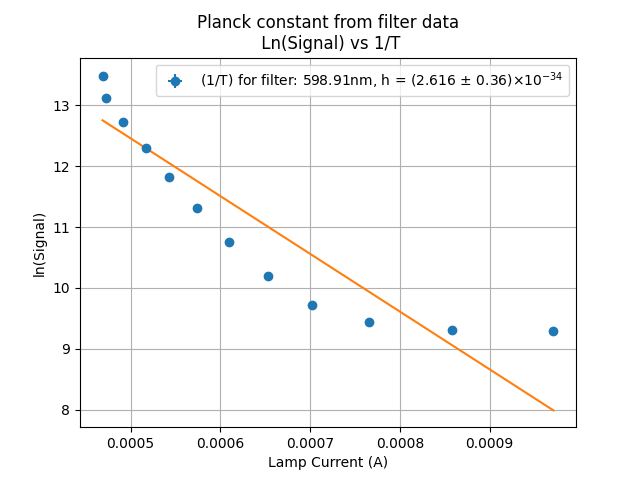 Planck constant from filter data
Ln(Signal) vs 1/T
(1/T) for filter: 598.91nm, h = (2.616 ± 0.36)×10⁻³⁴
ln(Signal)
13
12
11
10
9
8
0.0005 0.0006 0.0007 0.0008 0.0009
Lamp Current (A)